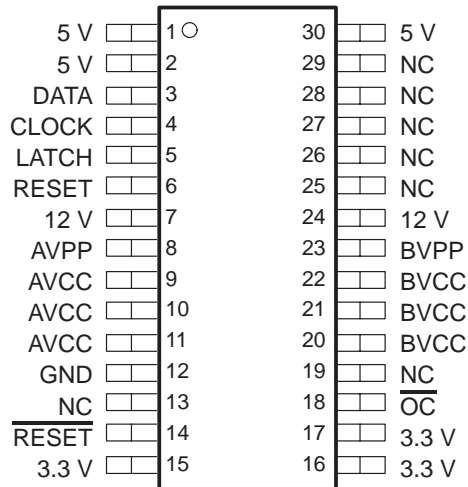 5 V 1 30 5 V
5 V 2 29 NC
DATA 3 28 NC
CLOCK 4 27 NC
LATCH 5 26 NC
RESET 6 25 NC
12 V 7 24 12 V
AVPP 8 23 BVPP
AVCC 9 22 BVCC
AVCC 10 21 BVCC
AVCC 11 20 BVCC
GND 12 19 NC
NC 13 18 O̅C̅
R̅E̅S̅E̅T̅ 14 17 3.3 V
3.3 V 15 16 3.3 V